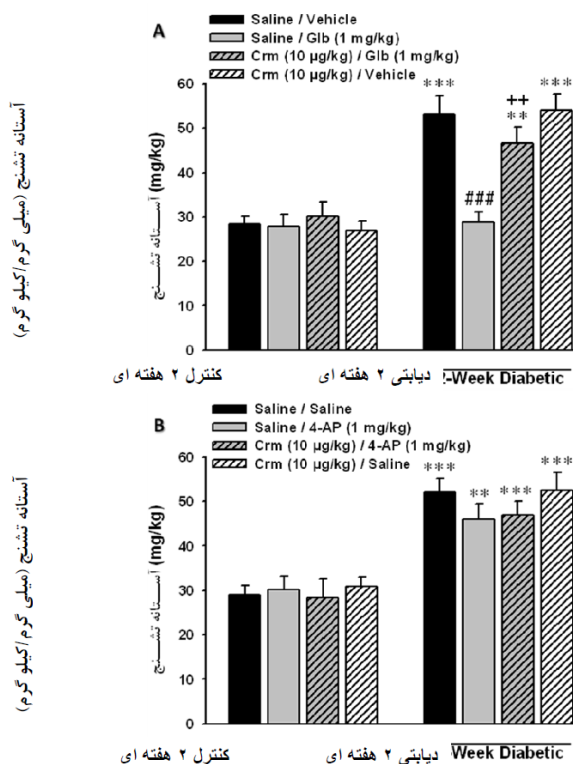 A
Saline / Vehicle
Saline / Glb (1 mg/kg)
Crm (10 µg/kg) / Glb (1 mg/kg)
Crm (10 µg/kg) / Vehicle
آستانه تشنج (میلی گرم/کیلو گرم)
آستانه تشنج (mg/kg)
60
50
40
30
20
10
0
***
###
++
**
***
کنترل ۲ هفته ای
دیابتی ۲ هفته ای
2-Week Diabetic
B
Saline / Saline
Saline / 4-AP (1 mg/kg)
Crm (10 µg/kg) / 4-AP (1 mg/kg)
Crm (10 µg/kg) / Saline
آستانه تشنج (میلی گرم/کیلو گرم)
آستانه تشنج (mg/kg)
60
50
40
30
20
10
0
***
**
***
***
کنترل ۲ هفته ای
دیابتی ۲ هفته ای
Week Diabetic